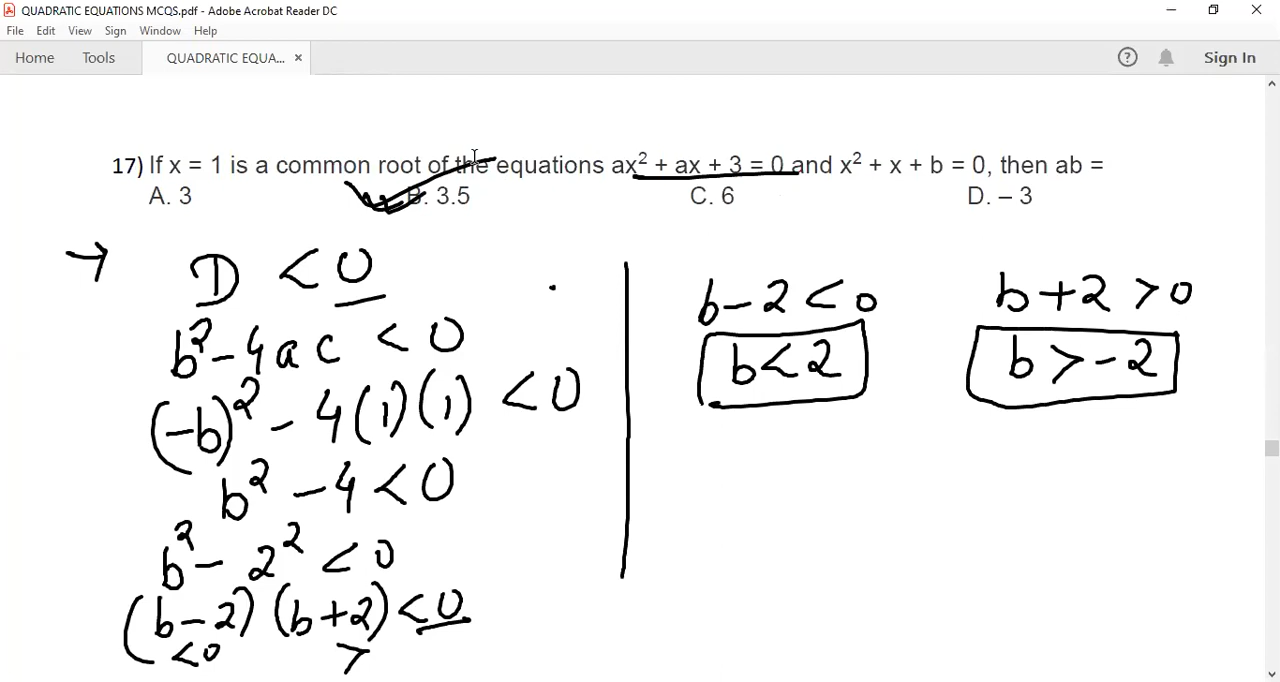 QUADRATIC EQUATIONS MCQS.pdf - Adobe Acrobat Reader DC
File Edit View Sign Window Help
Home Tools QUADRATIC EQUA... × Sign In
17) If x = 1 is a common root of the equations ax² + ax + 3 = 0 and x² + x + b = 0, then ab =
A. 3 B. 3.5 C. 6 D. – 3
→ D < 0
b² - 4ac < 0
(-b)² - 4(1)(1) < 0
b² - 4 < 0
b² - 2² < 0
(b-2) (b+2) < 0
<0 >
b - 2 < 0
b < 2
b + 2 > 0
b > -2